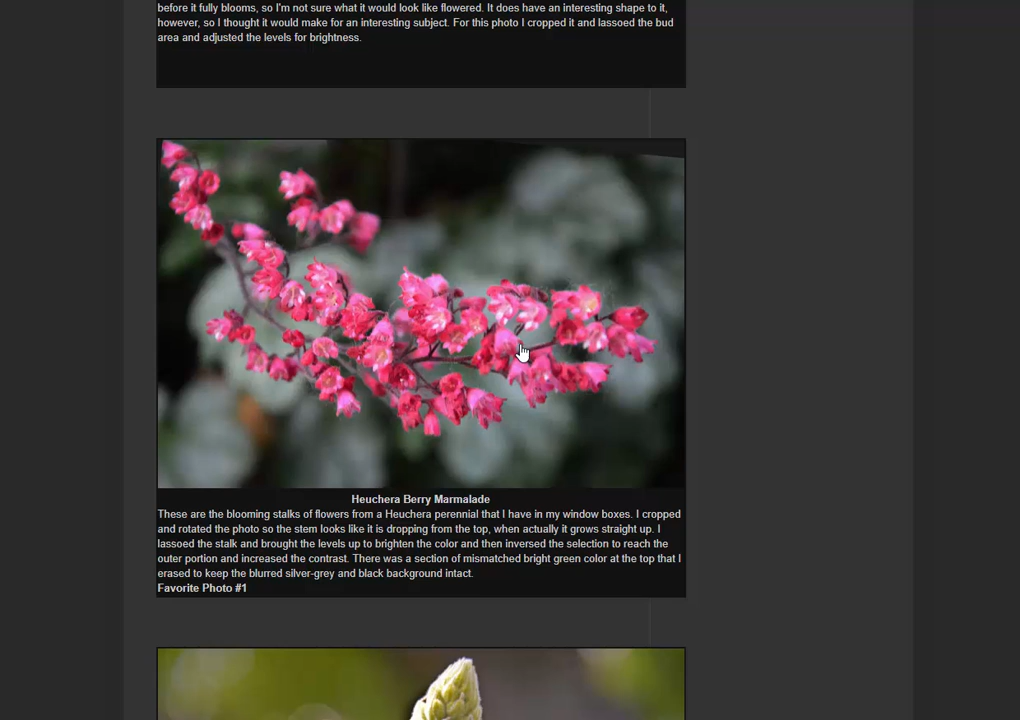 before it fully blooms, so I'm not sure what it would look like flowered. It does have an interesting shape to it,
however, so I thought it would make for an interesting subject. For this photo I cropped it and lassoed the bud
area and adjusted the levels for brightness.
Heuchera Berry Marmalade
These are the blooming stalks of flowers from a Heuchera perennial that I have in my window boxes. I cropped
and rotated the photo so the stem looks like it is dropping from the top, when actually it grows straight up. I
lassoed the stalk and brought the levels up to brighten the color and then inversed the selection to reach the
outer portion and increased the contrast. There was a section of mismatched bright green color at the top that I
erased to keep the blurred silver-grey and black background intact.
Favorite Photo #1